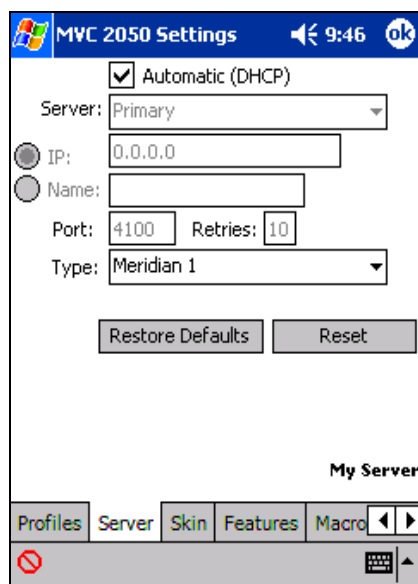 MVC 2050 Settings 9:46 ok
Automatic (DHCP)
Server: Primary
IP: 0.0.0.0
Name:
Port: 4100 Retries: 10
Type: Meridian 1
Restore Defaults Reset
My Server
Profiles Server Skin Features Macro